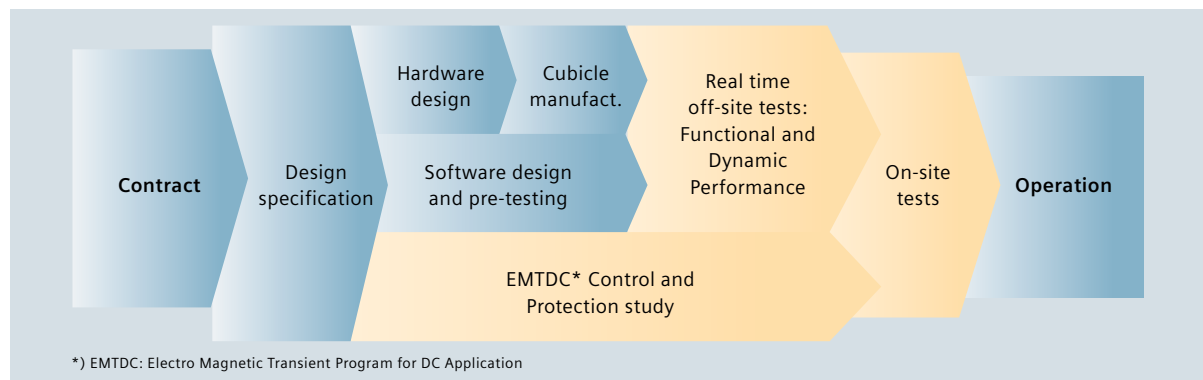 Contract
Design
specification
Hardware
design
Cubicle
manufact.
Software design
and pre-testing
EMTDC* Control and
Protection study
Real time
off-site tests:
Functional and
Dynamic
Performance
On-site
tests
Operation
*) EMTDC: Electro Magnetic Transient Program for DC Application